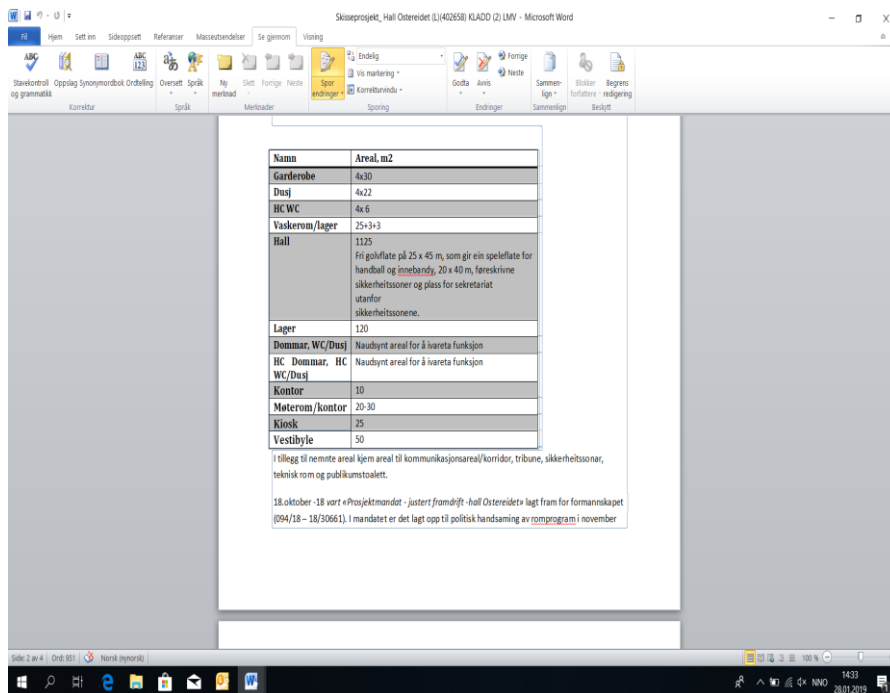 Skisseprosjekt_ Hall Ostereidet (L)(402658) KLADD (2) LMV - Microsoft Word
Fil Hjem Sett inn Sideoppsett Referanser Masseutsendelser Se gjennom Visning
Stavekontroll og grammatikk Oppslag Synonymordbok Ordtelling Oversett Språk Ny merknad Slett Forrige Neste Spor endringer Endelig Vis markering Korrekturvindu Godta Avvis Forrige Neste Sammenlign Blokker forfattere Begrens redigering
Korrektur Språk Merknader Sporing Endringer Sammenlign Beskytt
Namn Areal, m2
Garderobe 4x30
Dusj 4x22
HC WC 4x 6
Vaskerom/lager 25+3+3
Hall 1125
Fri golvflate på 25 x 45 m, som gir ein speleflate for
handball og innebandy, 20 x 40 m, føreskrivne
sikkerheitssoner og plass for sekretariat
utanfor
sikkerheitssonene.
Lager 120
Dommar, WC/Dusj Naudsynt areal for å ivareta funksjon
HC Dommar, HC Naudsynt areal for å ivareta funksjon
WC/Dusj
Kontor 10
Møterom/kontor 20-30
Kiosk 25
Vestibyle 50
I tillegg til nemnte areal kjem areal til kommunikasjonsareal/korridor, tribune, sikkerheitssonar,
teknisk rom og publikumstoalett.
18.oktober -18 vart «Prosjektmandat - justert framdrift -hall Ostereidet» lagt fram for formannskapet
(094/18 – 18/30661). I mandatet er det lagt opp til politisk handsaming av romprogram i november
Side: 2 av 4 Ord: 851 Norsk (nynorsk) 100 %
NNO 14:33
28.01.2019